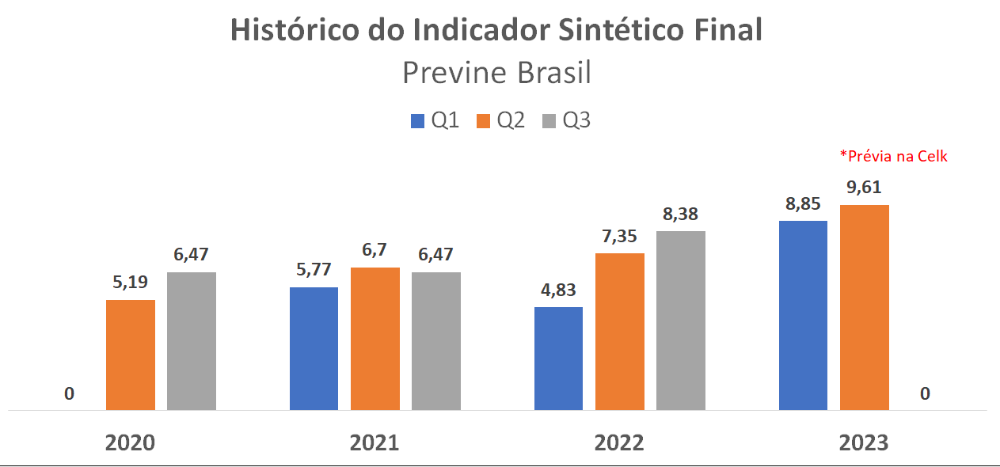 Histórico do Indicador Sintético Final
Previne Brasil
Q1 Q2 Q3
*Prévia na Celk
0 5,19 6,47 5,77 6,7 6,47 4,83 7,35 8,38 8,85 9,61 0
2020 2021 2022 2023